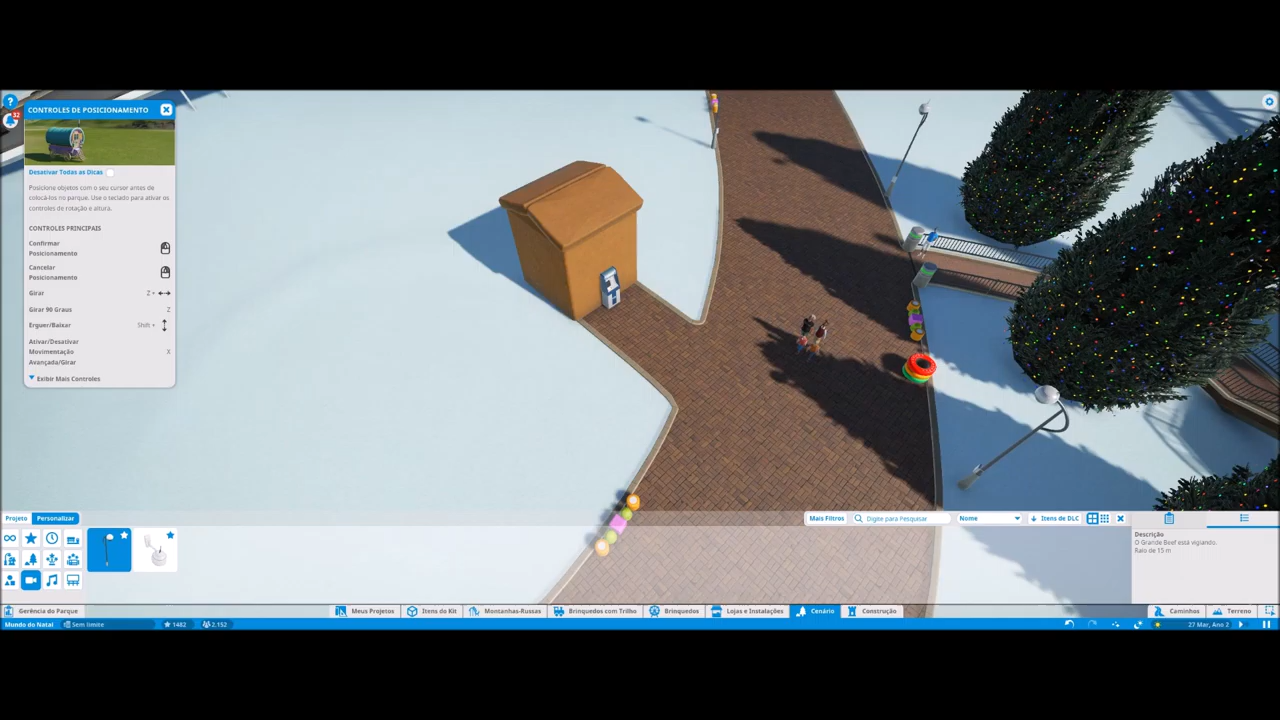 ?
32
CONTROLES DE POSICIONAMENTO
Desativar Todas as Dicas
Posicione objetos com o seu cursor antes de
colocá-los no parque. Use o teclado para ativar os
controles de rotação e altura.
CONTROLES PRINCIPAIS
Confirmar
Posicionamento
Cancelar
Posicionamento
Girar Z +
Girar 90 Graus Z
Erguer/Baixar Shift +
Ativar/Desativar
Movimentação X
Avançada/Girar
Exibir Mais Controles
Projeto Personalizar
Mais Filtros Digite para Pesquisar Nome Itens de DLC
Descrição
O Grande Beef está vigiando.
Raio de 15 m
Gerência do Parque Meus Projetos Itens do Kit Montanhas-Russas Brinquedos com Trilho Brinquedos Lojas e Instalações Cenário Construção Caminhos Terreno
Mundo do Natal Sem limite 1482 2.152 27 Mar, Ano 2